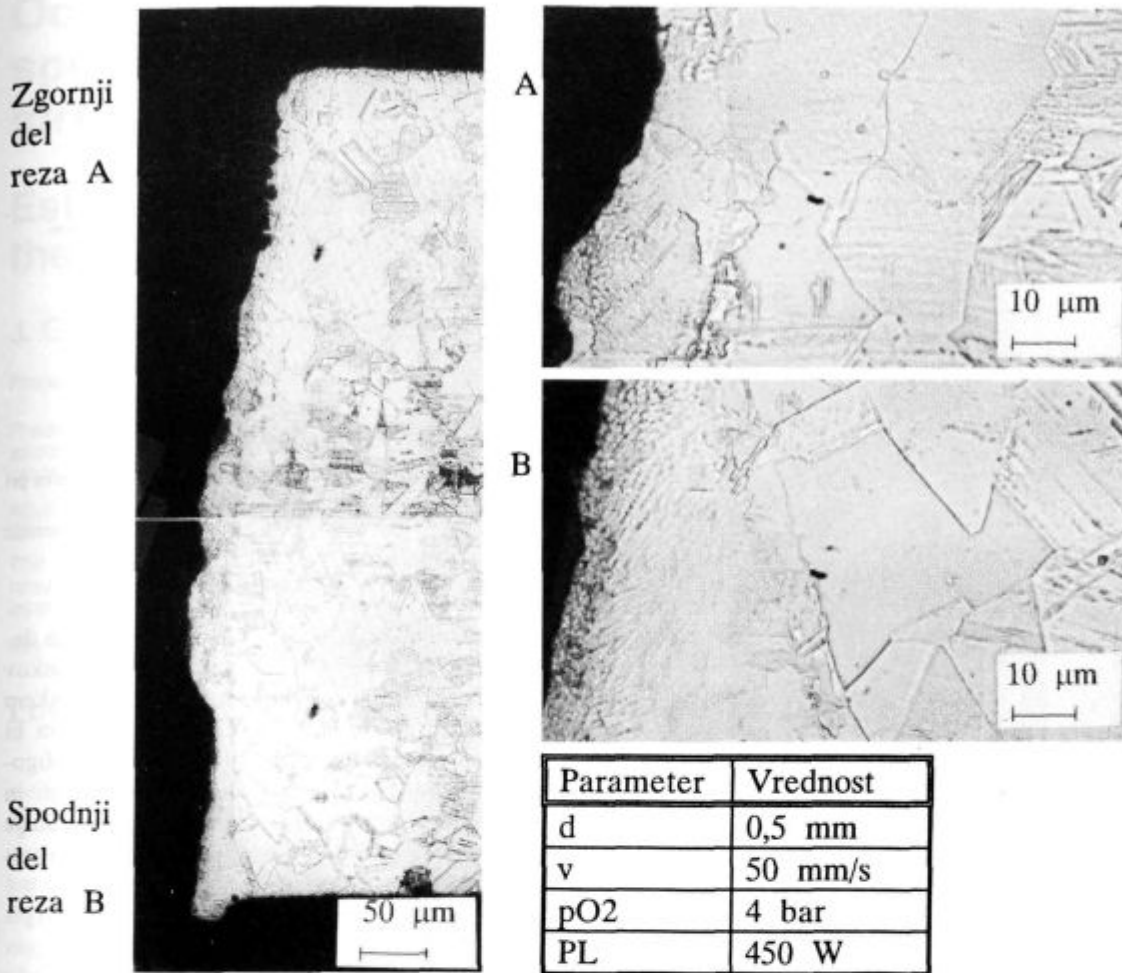 Zgornji
del
reza A
Spodnji
del
reza B
50 µm
A
10 µm
B
10 µm
Parameter Vrednost
d 0,5 mm
v 50 mm/s
pO2 4 bar
PL 450 W